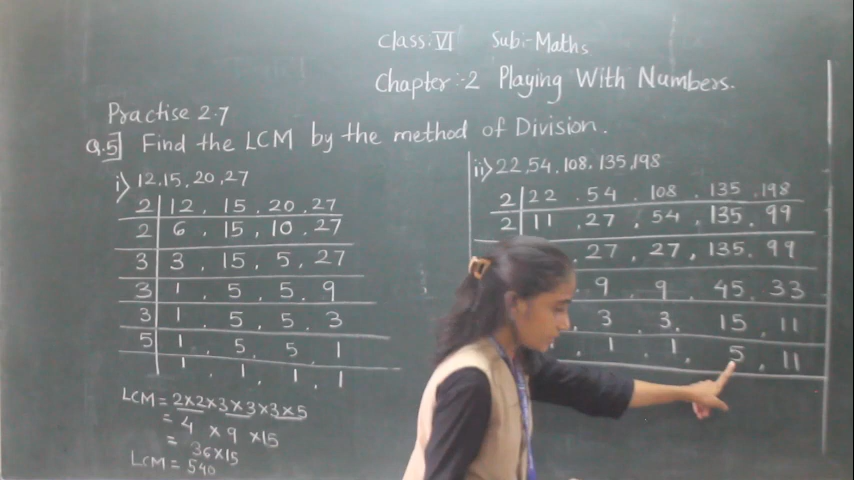 Class:VI Sub:-Maths
Chapter:-2 Playing With Numbers.
Practise 2.7
Q.5] Find the LCM by the method of Division.
i) 12,15,20,27
2 12, 15, 20, 27
2 6, 15, 10, 27
3 3, 15, 5, 27
3 1, 5, 5, 9
3 1, 5, 5, 3
5 1, 5, 5, 1
1, 1, 1, 1
LCM = 2×2×3×3×3×5
= 4 × 9 × 15
= 36×15
LCM = 540
ii) 22,54,108,135,198
2 22, 54, 108, 135, 198
2 11, 27, 54, 135, 99
, 27, 27, 135, 99
, 9, 9, 45, 33
, 3, 3, 15, 11
, 1, 1, 5, 11